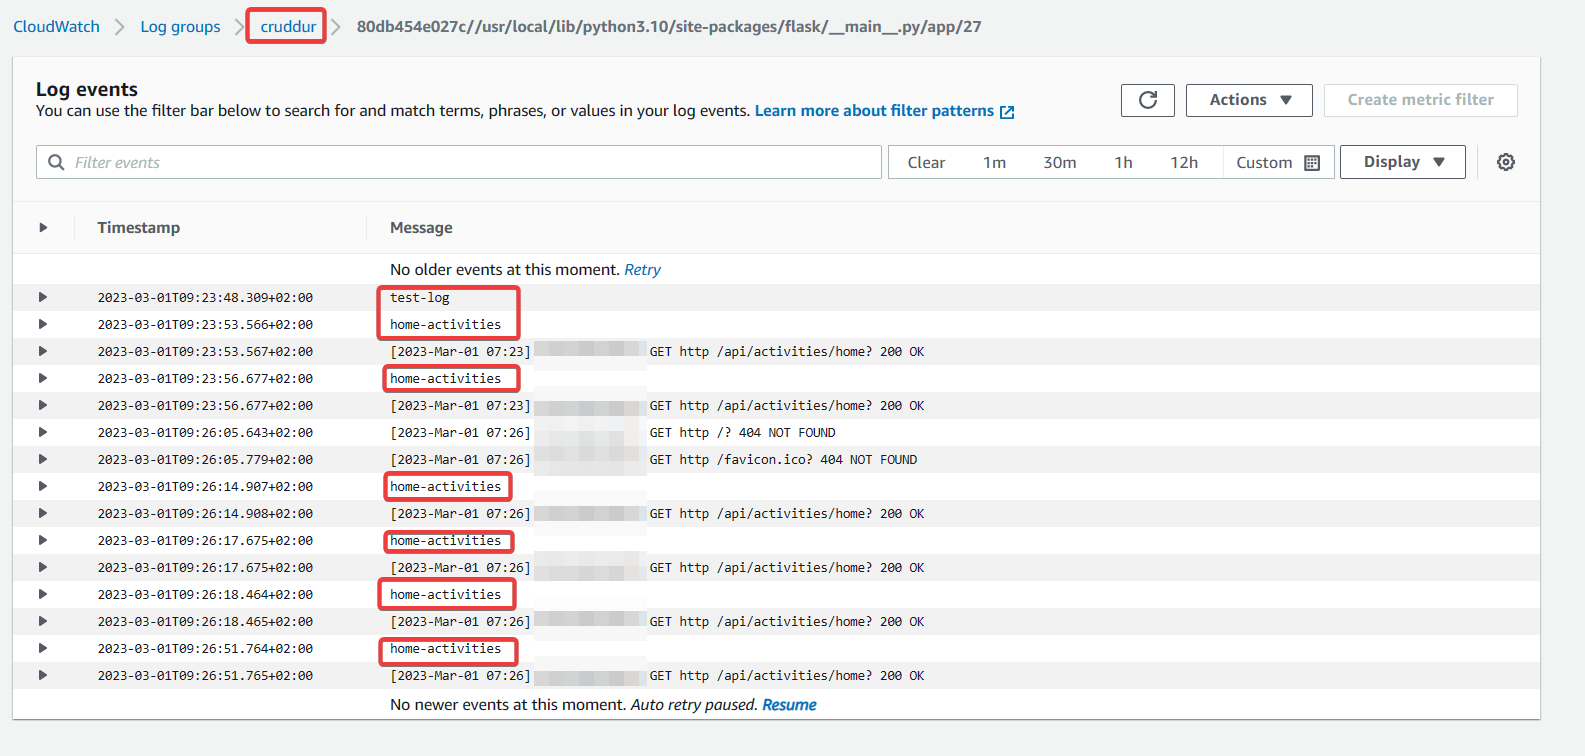 CloudWatch Log groups cruddur 80db454e027c//usr/local/lib/python3.10/site-packages/flask/__main__.py/app/27
Log events
You can use the filter bar below to search for and match terms, phrases, or values in your log events. Learn more about filter patterns
Actions
Create metric filter
Filter events
Clear 1m 30m 1h 12h Custom Display
Timestamp Message
No older events at this moment. Retry
2023-03-01T09:23:48.309+02:00 test-log
2023-03-01T09:23:53.566+02:00 home-activities
2023-03-01T09:23:53.567+02:00 [2023-Mar-01 07:23] GET http /api/activities/home? 200 OK
2023-03-01T09:23:56.677+02:00 home-activities
2023-03-01T09:23:56.677+02:00 [2023-Mar-01 07:23] GET http /api/activities/home? 200 OK
2023-03-01T09:26:05.643+02:00 [2023-Mar-01 07:26] GET http /? 404 NOT FOUND
2023-03-01T09:26:05.779+02:00 [2023-Mar-01 07:26] GET http /favicon.ico? 404 NOT FOUND
2023-03-01T09:26:14.907+02:00 home-activities
2023-03-01T09:26:14.908+02:00 [2023-Mar-01 07:26] GET http /api/activities/home? 200 OK
2023-03-01T09:26:17.675+02:00 home-activities
2023-03-01T09:26:17.675+02:00 [2023-Mar-01 07:26] GET http /api/activities/home? 200 OK
2023-03-01T09:26:18.464+02:00 home-activities
2023-03-01T09:26:18.465+02:00 [2023-Mar-01 07:26] GET http /api/activities/home? 200 OK
2023-03-01T09:26:51.764+02:00 home-activities
2023-03-01T09:26:51.765+02:00 [2023-Mar-01 07:26] GET http /api/activities/home? 200 OK
No newer events at this moment. Auto retry paused. Resume